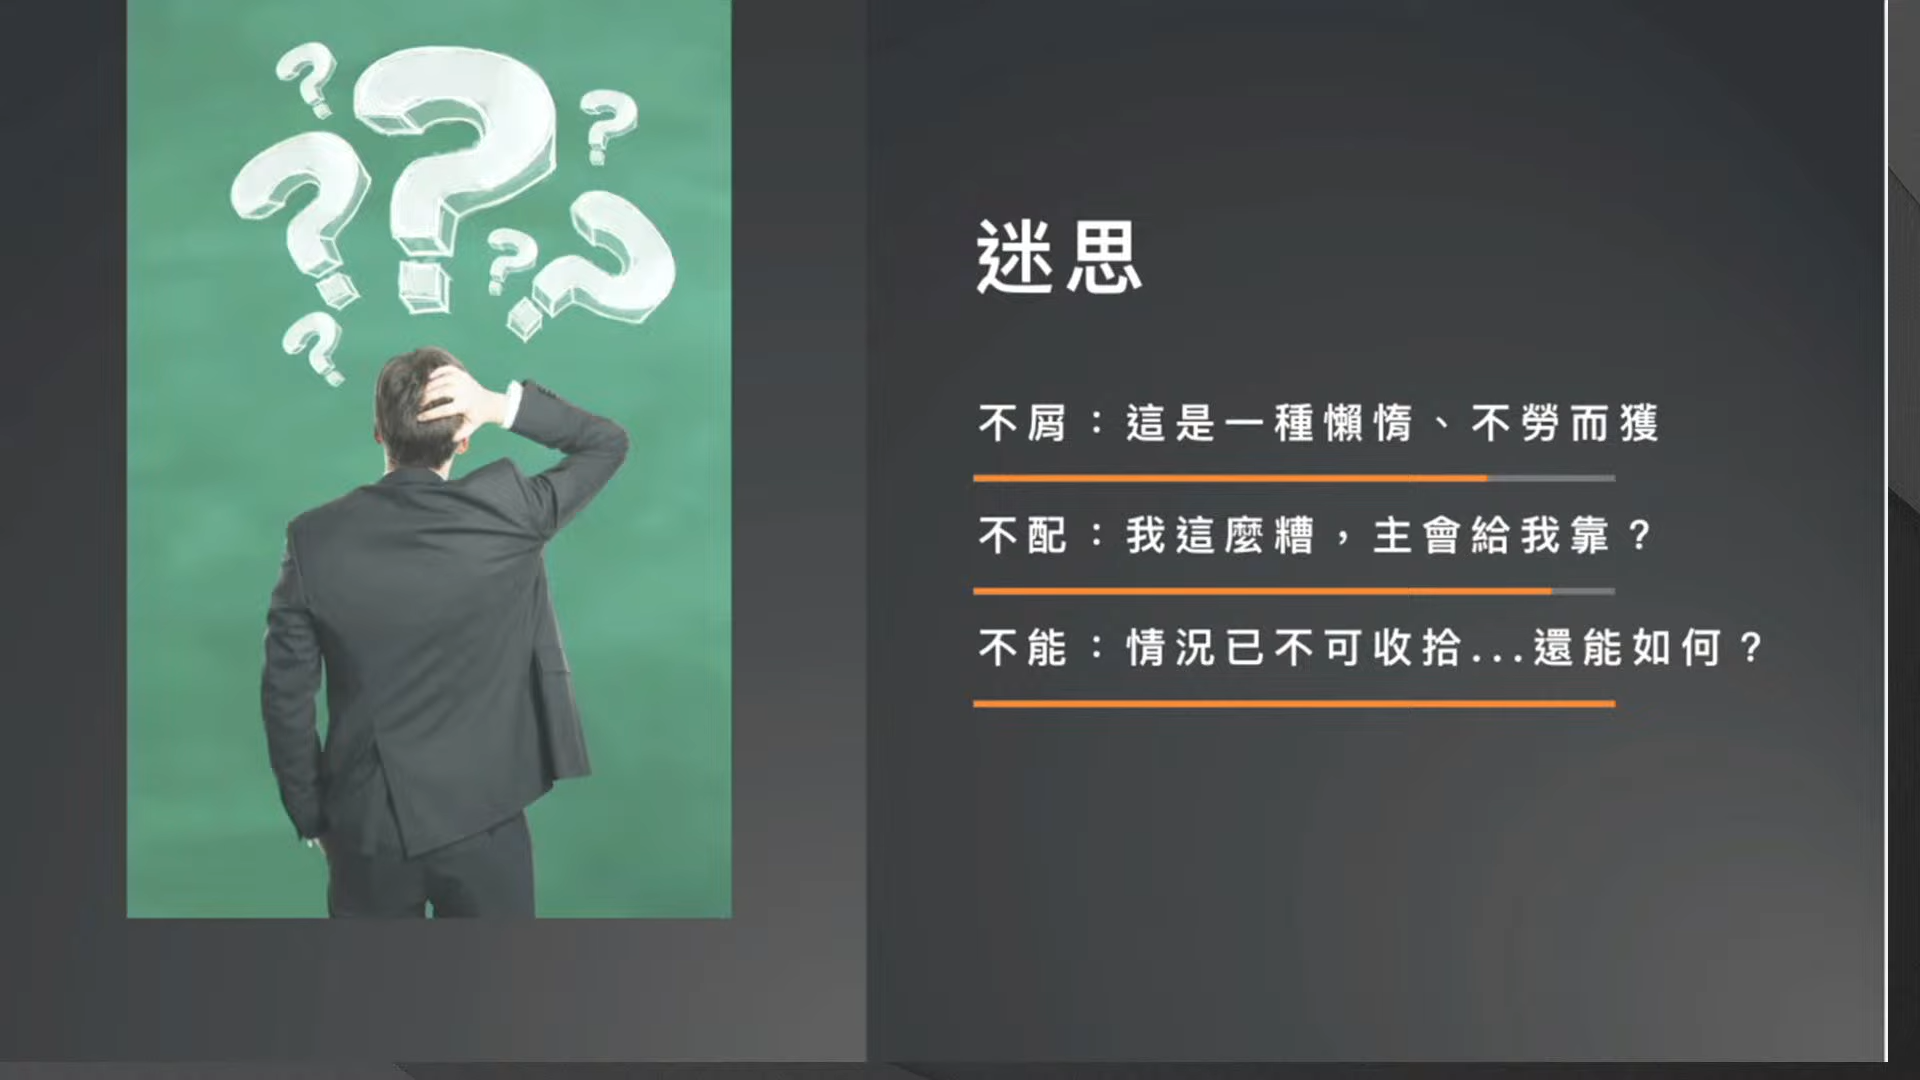 迷思
不屑：這是一種懶惰、不勞而獲
不配：我這麼糟，主會給我靠？
不能：情況已不可收拾...還能如何？